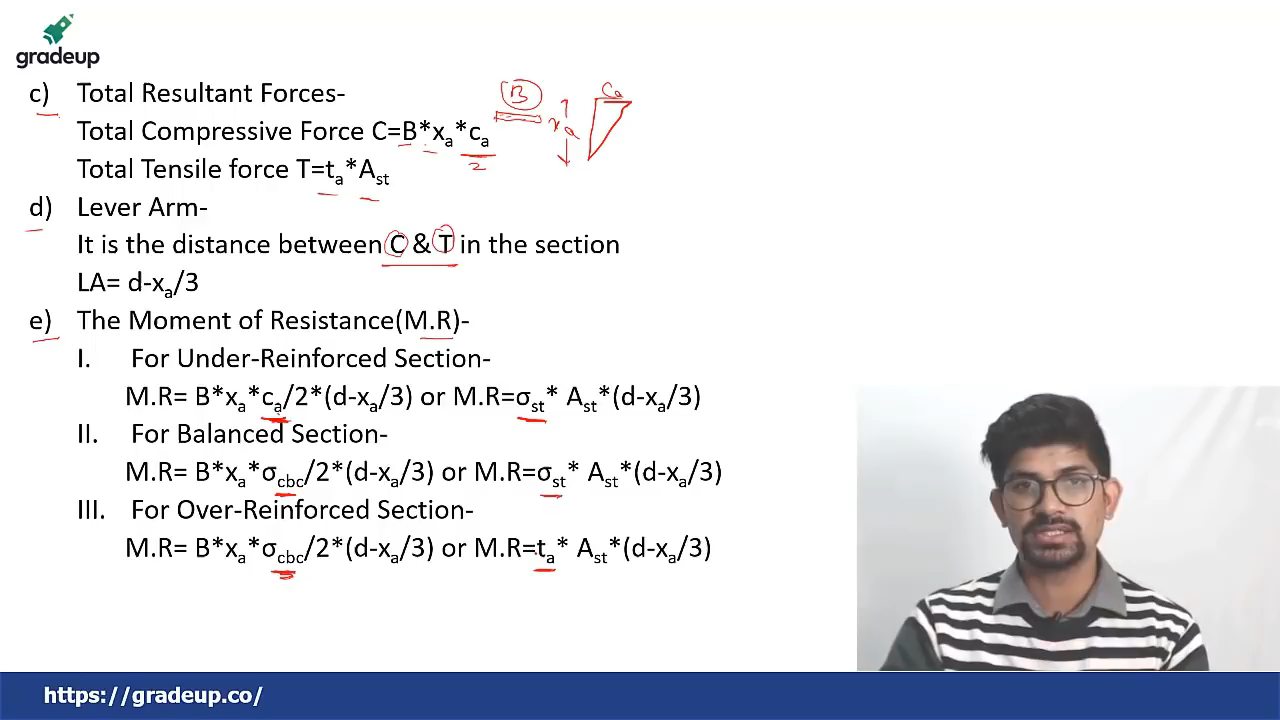 gradeup
c) Total Resultant Forces-
B
Ca
Total Compressive Force C=B*xₐ*cₐ
xa
2
Total Tensile force T=tₐ*Aₛₜ
d) Lever Arm-
It is the distance between C & T in the section
LA= d-xₐ/3
e) The Moment of Resistance(M.R)-
I. For Under-Reinforced Section-
M.R= B*xₐ*cₐ/2*(d-xₐ/3) or M.R=σₛₜ* Aₛₜ*(d-xₐ/3)
II. For Balanced Section-
M.R= B*xₐ*σcbc/2*(d-xₐ/3) or M.R=σₛₜ* Aₛₜ*(d-xₐ/3)
III. For Over-Reinforced Section-
M.R= B*xₐ*σcbc/2*(d-xₐ/3) or M.R=tₐ* Aₛₜ*(d-xₐ/3)
https://gradeup.co/